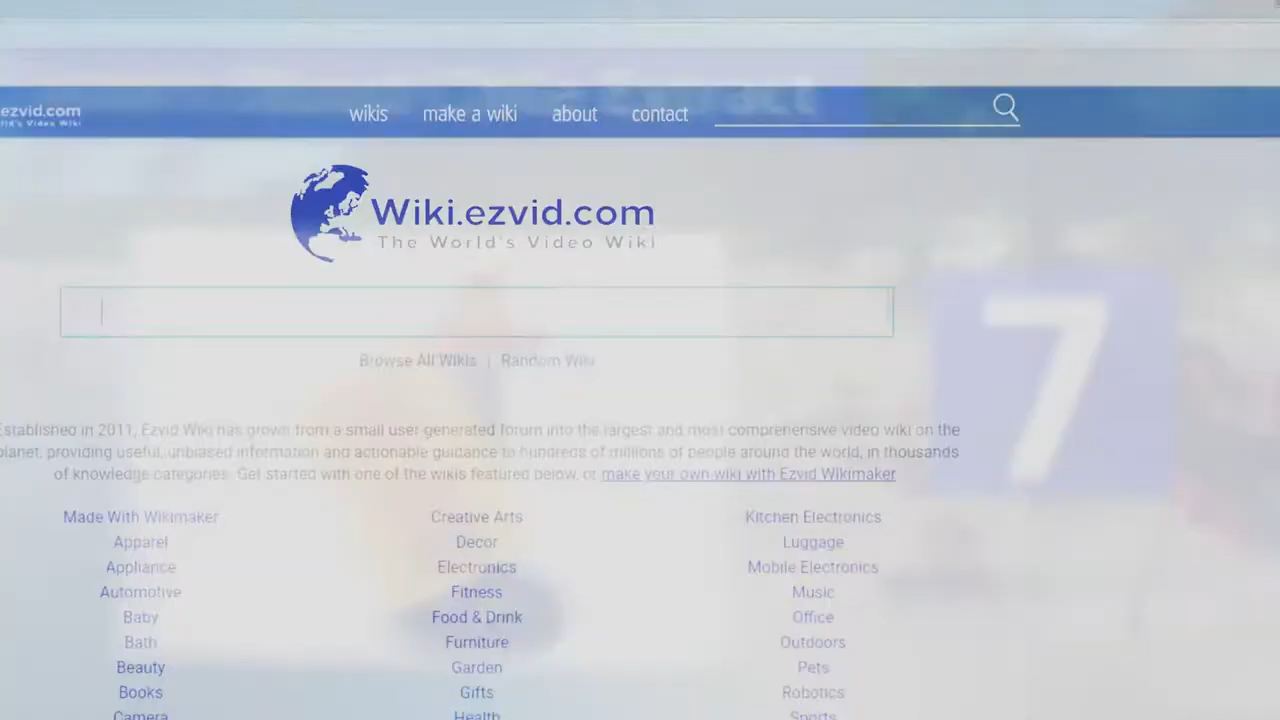 ezvid.com
wikis make a wiki about contact
Wiki.ezvid.com
The World's Video Wiki
Browse All Wikis | Random Wiki
Established in 2011, Ezvid Wiki has grown from a small user-generated forum into the largest and most comprehensive video wiki on the
planet, providing useful, unbiased information and actionable guidance to hundreds of millions of people around the world, in thousands
of knowledge categories. Get started with one of the wikis featured below, or make your own wiki with Ezvid Wikimaker
7
Made With Wikimaker Creative Arts Kitchen Electronics
Apparel Decor Luggage
Appliance Electronics Mobile Electronics
Automotive Fitness Music
Baby Food & Drink Office
Bath Furniture Outdoors
Beauty Garden Pets
Books Gifts Robotics
Camera Health Sports